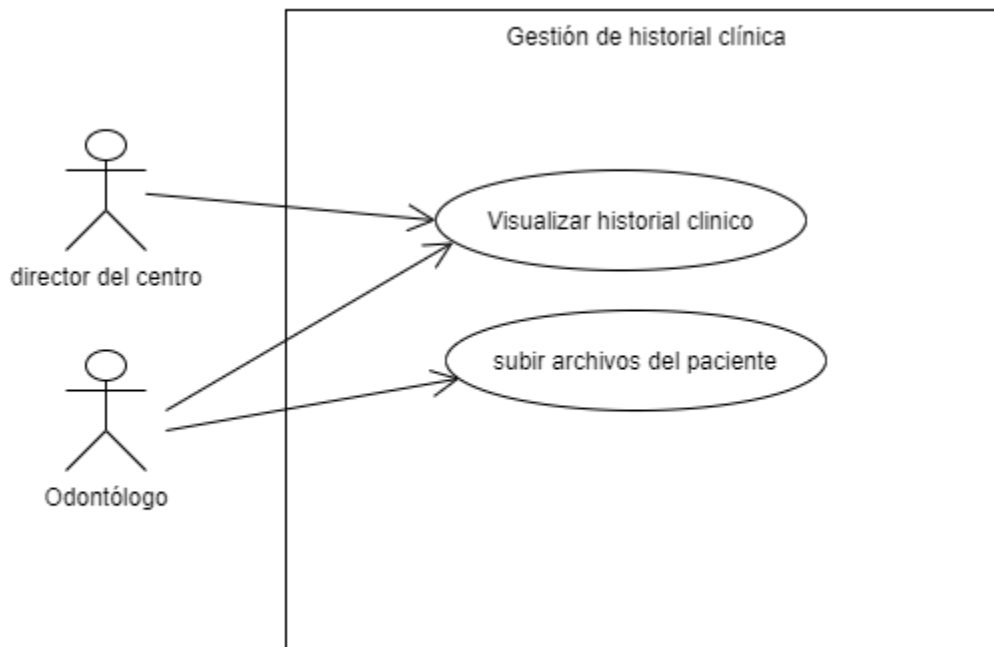 Gestión de historial clínica
Visualizar historial clinico
director del centro
subir archivos del paciente
Odontólogo